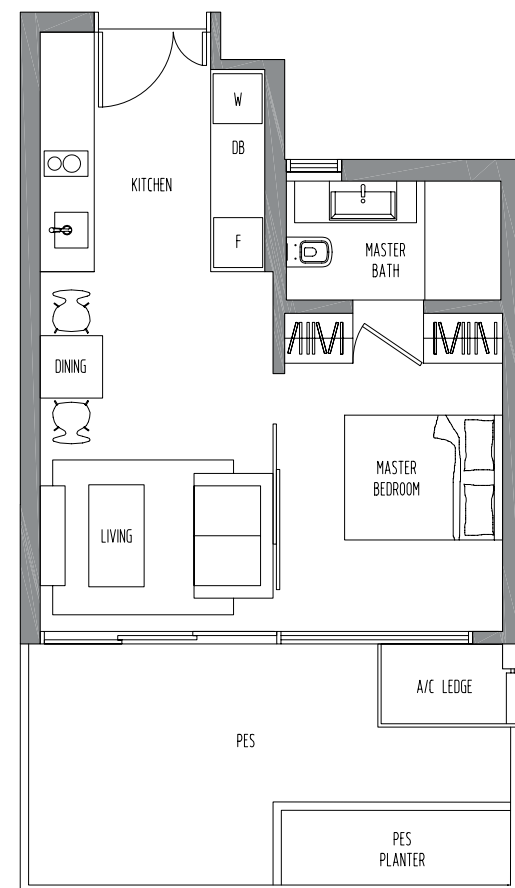 W
DB
KITCHEN
F
MASTER
BATH
DINING
MASTER
BEDROOM
LIVING
A/C LEDGE
PES
PES
PLANTER